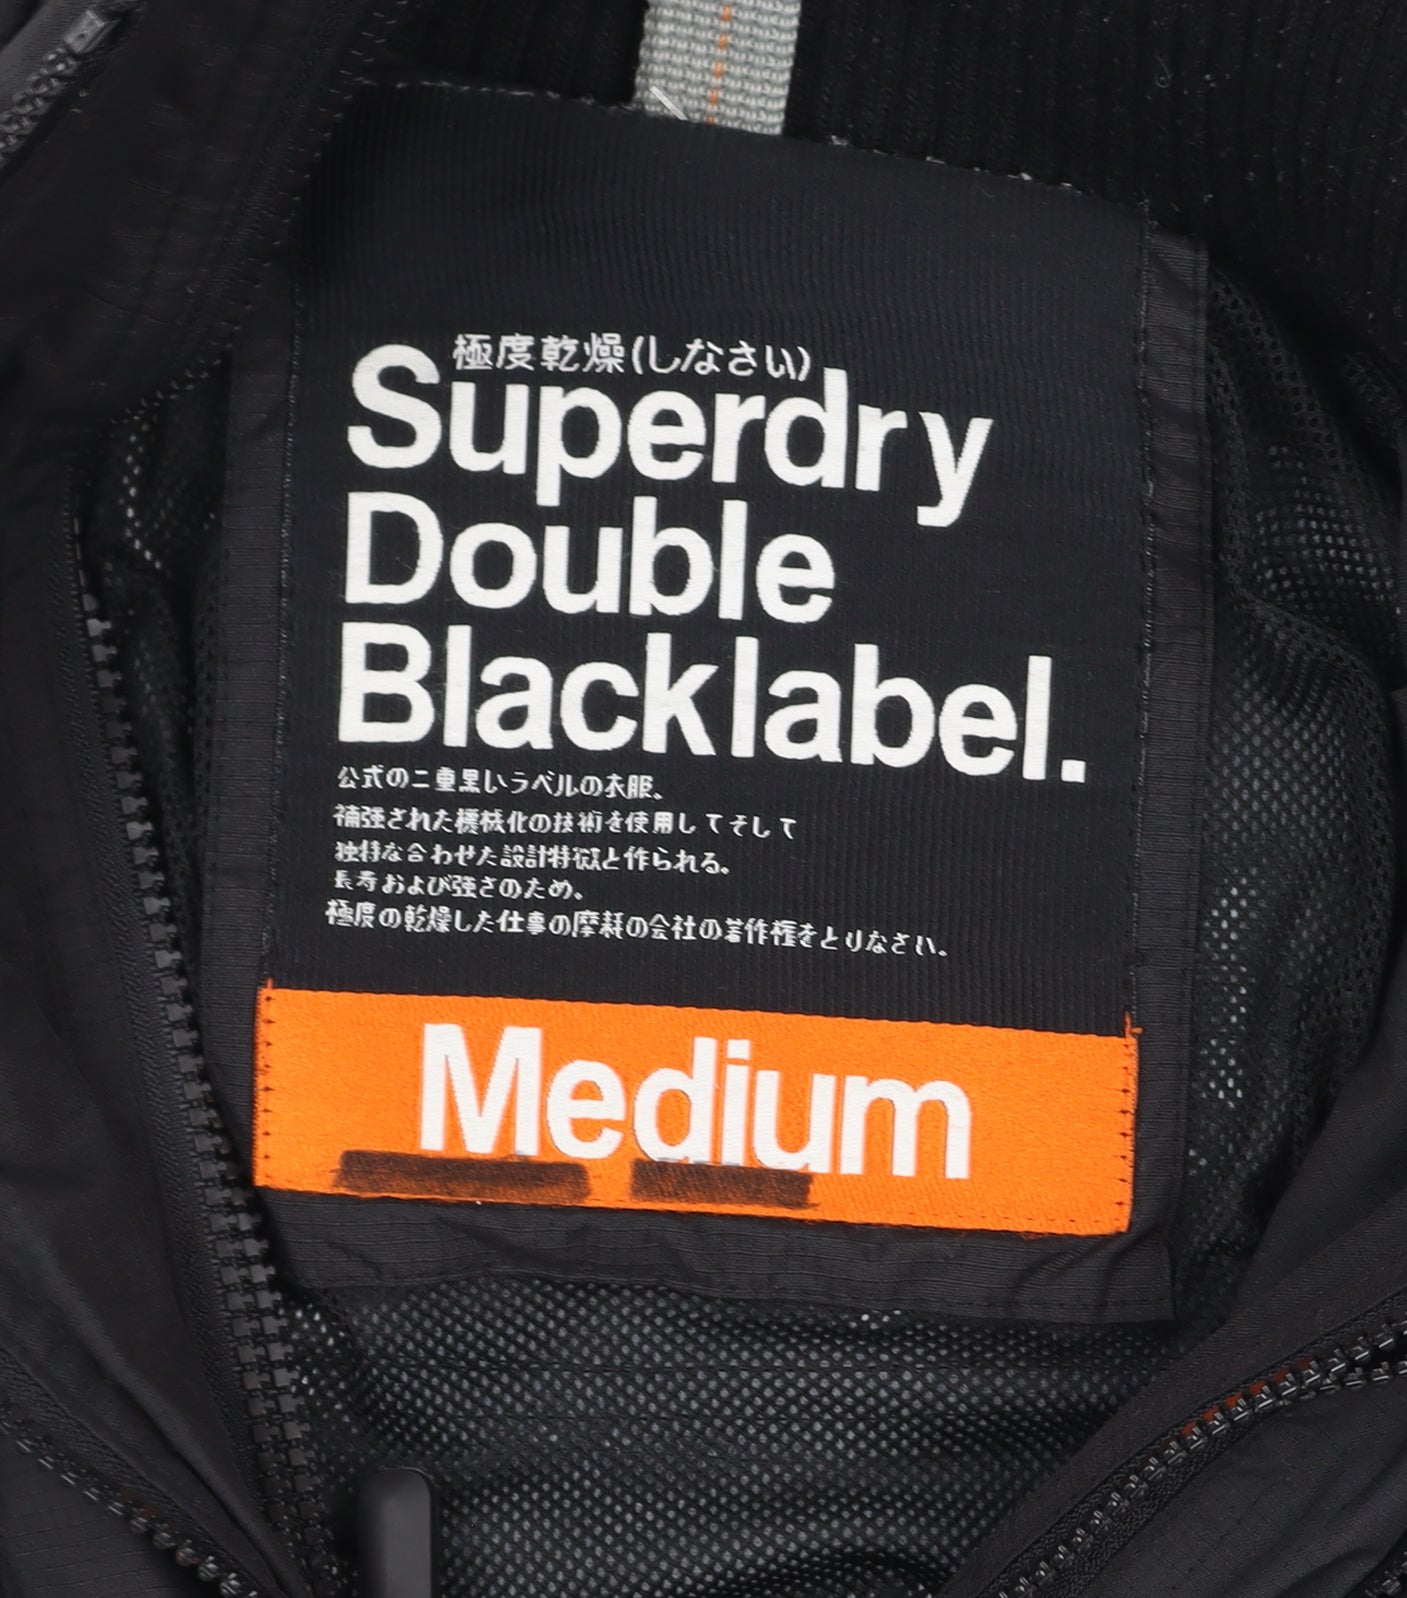 極度乾燥(しなさい)
Superdry
Double
Blacklabel.
公式の二重黒いラベルの衣服。
補強された機械化の技術を使用してそして
独特な合わせた設計特徴と作られる。
長寿および強さのため。
極度の乾燥した仕事の摩耗の会社の著作権をとりなさい。
Medium